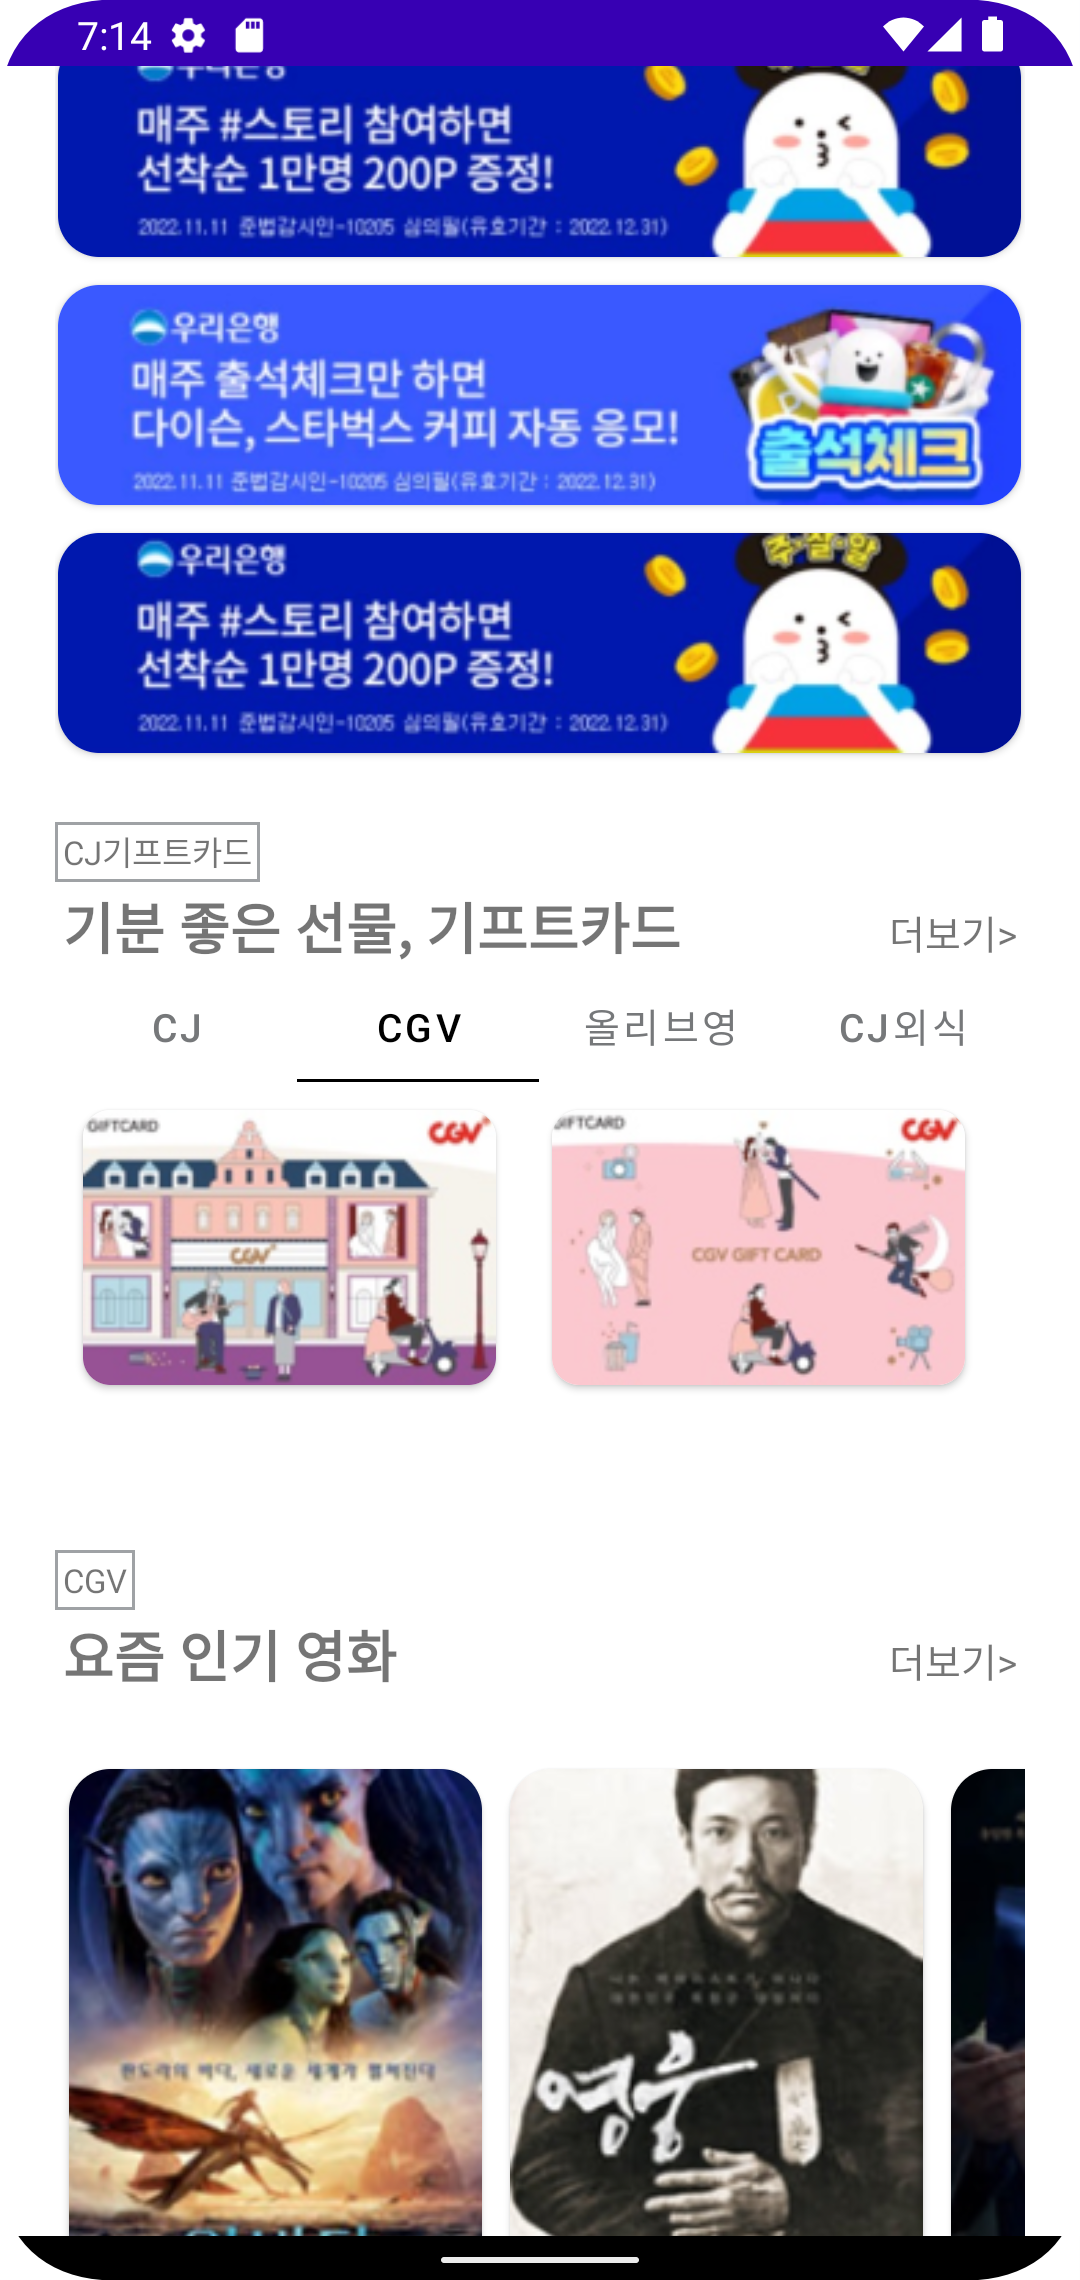 7:14
우리은행
매주 #스토리 참여하면
선착순 1만명 200P 증정!
2022.11.11 준법감시인-10205 심의필(유효기간 : 2022.12.31)
우리은행
매주 출석체크만 하면
다이슨, 스타벅스 커피 자동 응모!
2022.11.11 준법감시인-10205 심의필(유효기간 : 2022.12.31)
출석체크
우리은행
매주 #스토리 참여하면
선착순 1만명 200P 증정!
2022.11.11 준법감시인-10205 심의필(유효기간 : 2022.12.31)
CJ기프트카드
기분 좋은 선물, 기프트카드
더보기>
CJ
CGV
올리브영
CJ외식
GIFTCARD
CGV
CGV
GIFTCARD
CGV
CGV GIFT CARD
CGV
요즘 인기 영화
더보기>
판도라의 바다, 새로운 세계가 펼쳐진다
영웅